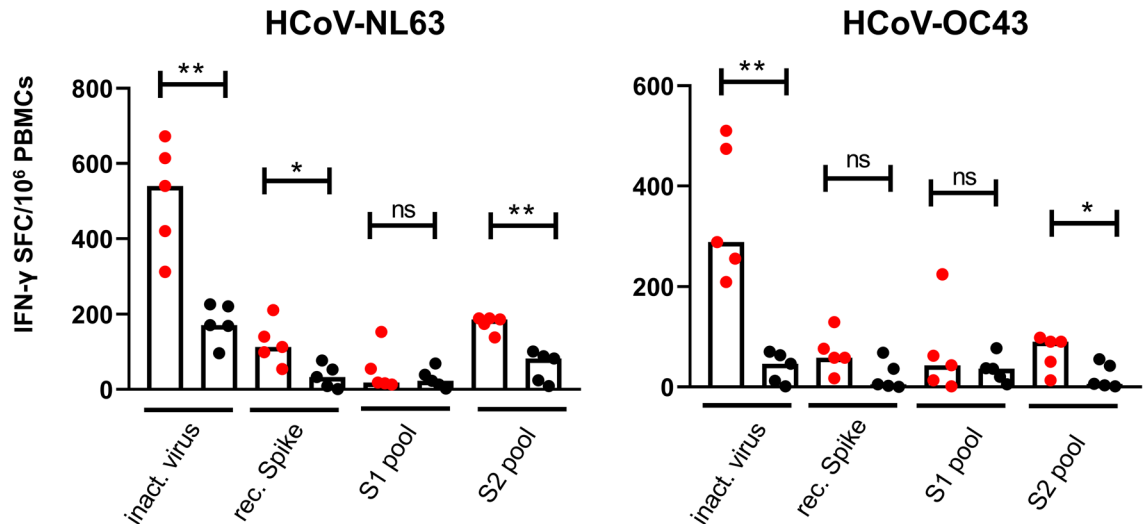 HCoV-NL63
IFN-γ SFC/10⁶ PBMCs
800
600
400
200
0
**
*
ns
**
inact. virus
rec. Spike
S1 pool
S2 pool
HCoV-OC43
600
400
200
0
**
ns
ns
*
inact. virus
rec. Spike
S1 pool
S2 pool